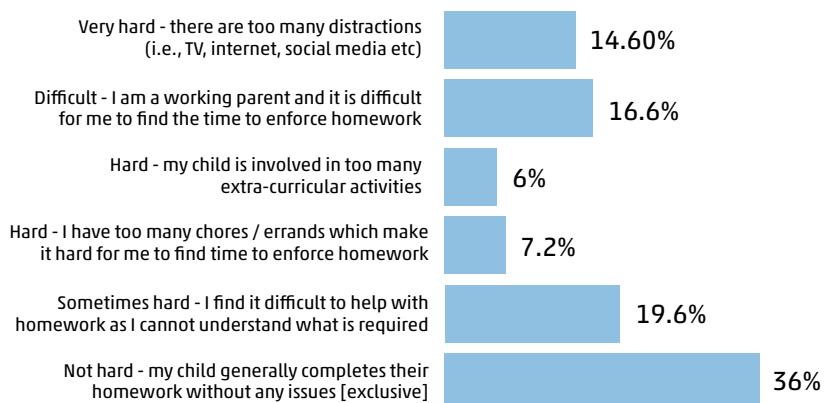 Very hard - there are too many distractions
(i.e., TV, internet, social media etc)
14.60%
Difficult - I am a working parent and it is difficult
for me to find the time to enforce homework
16.6%
Hard - my child is involved in too many
extra-curricular activities
6%
Hard - I have too many chores / errands which make
it hard for me to find time to enforce homework
7.2%
Sometimes hard - I find it difficult to help with
homework as I cannot understand what is required
19.6%
Not hard - my child generally completes their
homework without any issues [exclusive]
36%